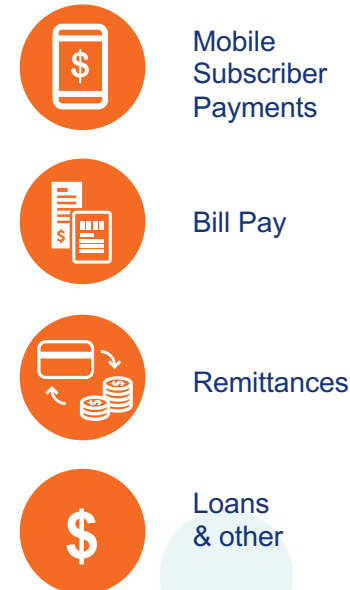 $
Mobile
Subscriber
Payments
$
Bill Pay
$
$
Remittances
$
Loans
& other